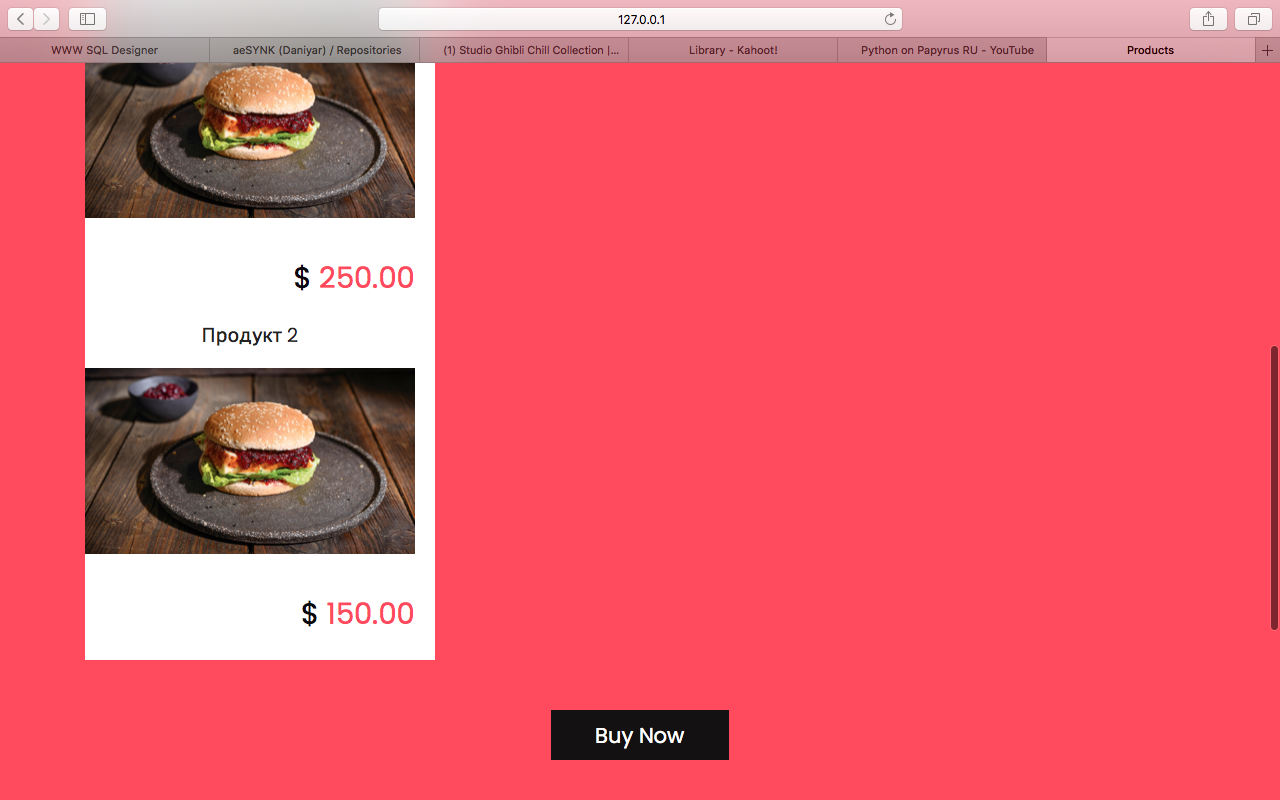 127.0.0.1
WWW SQL Designer
aeSYNK (Daniyar) / Repositories
(1) Studio Ghibli Chill Collection |...
Library - Kahoot!
Python on Papyrus RU - YouTube
Products
$ 250.00
Продукт 2
$ 150.00
Buy Now